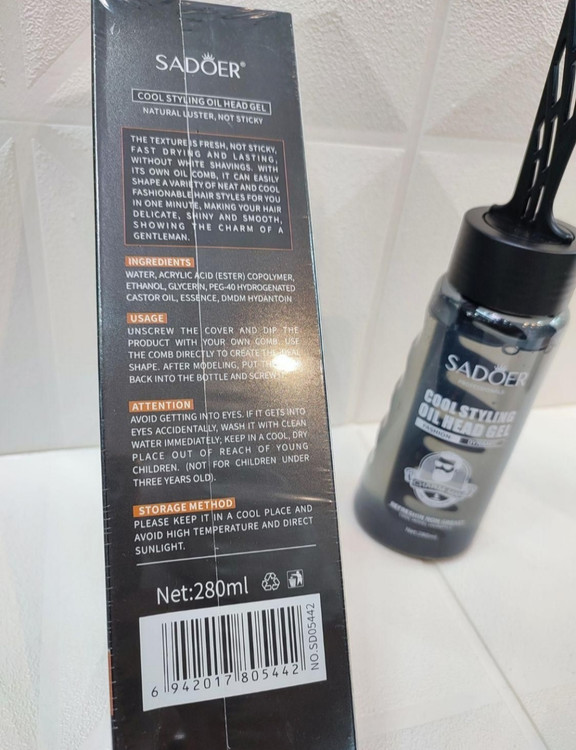 SADOER®
COOL STYLING OIL HEAD GEL
NATURAL LUSTER, NOT STICKY
THE TEXTURE IS FRESH, NOT STICKY,
FAST DRYING AND LASTING,
WITHOUT WHITE SHAVINGS. WITH
ITS OWN OIL COMB, IT CAN EASILY
SHAPE A VARIETY OF NEAT AND COOL
FASHIONABLE HAIR STYLES FOR YOU
IN ONE MINUTE, MAKING YOUR HAIR
DELICATE, SHINY AND SMOOTH,
SHOWING THE CHARM OF A
GENTLEMAN.
INGREDIENTS
WATER, ACRYLIC ACID (ESTER) COPOLYMER,
ETHANOL, GLYCERIN, PEG-40 HYDROGENATED
CASTOR OIL, ESSENCE, DMDM HYDANTOIN
USAGE
UNSCREW THE COVER AND DIP THE
PRODUCT WITH YOUR OWN COMB. USE
THE COMB DIRECTLY TO CREATE THE
SHAPE. AFTER MODELING, PUT THE
BACK INTO THE BOTTLE AND SCREW
ATTENTION
AVOID GETTING INTO EYES. IF IT GETS INTO
EYES ACCIDENTALLY, WASH IT WITH CLEAN
WATER IMMEDIATELY; KEEP IN A COOL, DRY
PLACE OUT OF REACH OF YOUNG
CHILDREN. (NOT FOR CHILDREN UNDER
THREE YEARS OLD).
STORAGE METHOD
PLEASE KEEP IT IN A COOL PLACE AND
AVOID HIGH TEMPERATURE AND DIRECT
SUNLIGHT.
Net:280ml
NO.SD05442
6 942017 805442
SADOER
COOL STYLING
OIL HEAD GEL
FASHION